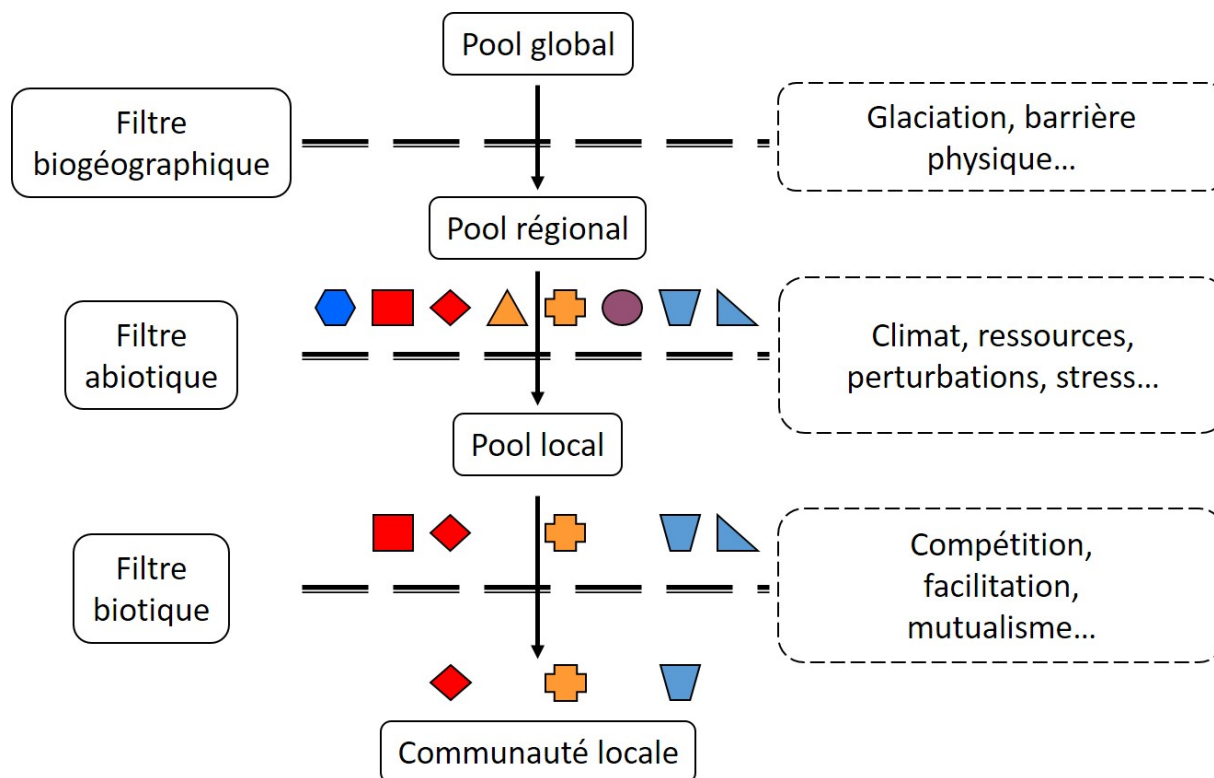 Pool global
Filtre
biogéographique
Glaciation, barrière
physique...
Pool régional
Filtre
abiotique
Climat, ressources,
perturbations, stress...
Pool local
Filtre
biotique
Compétition,
facilitation,
mutualisme...
Communauté locale